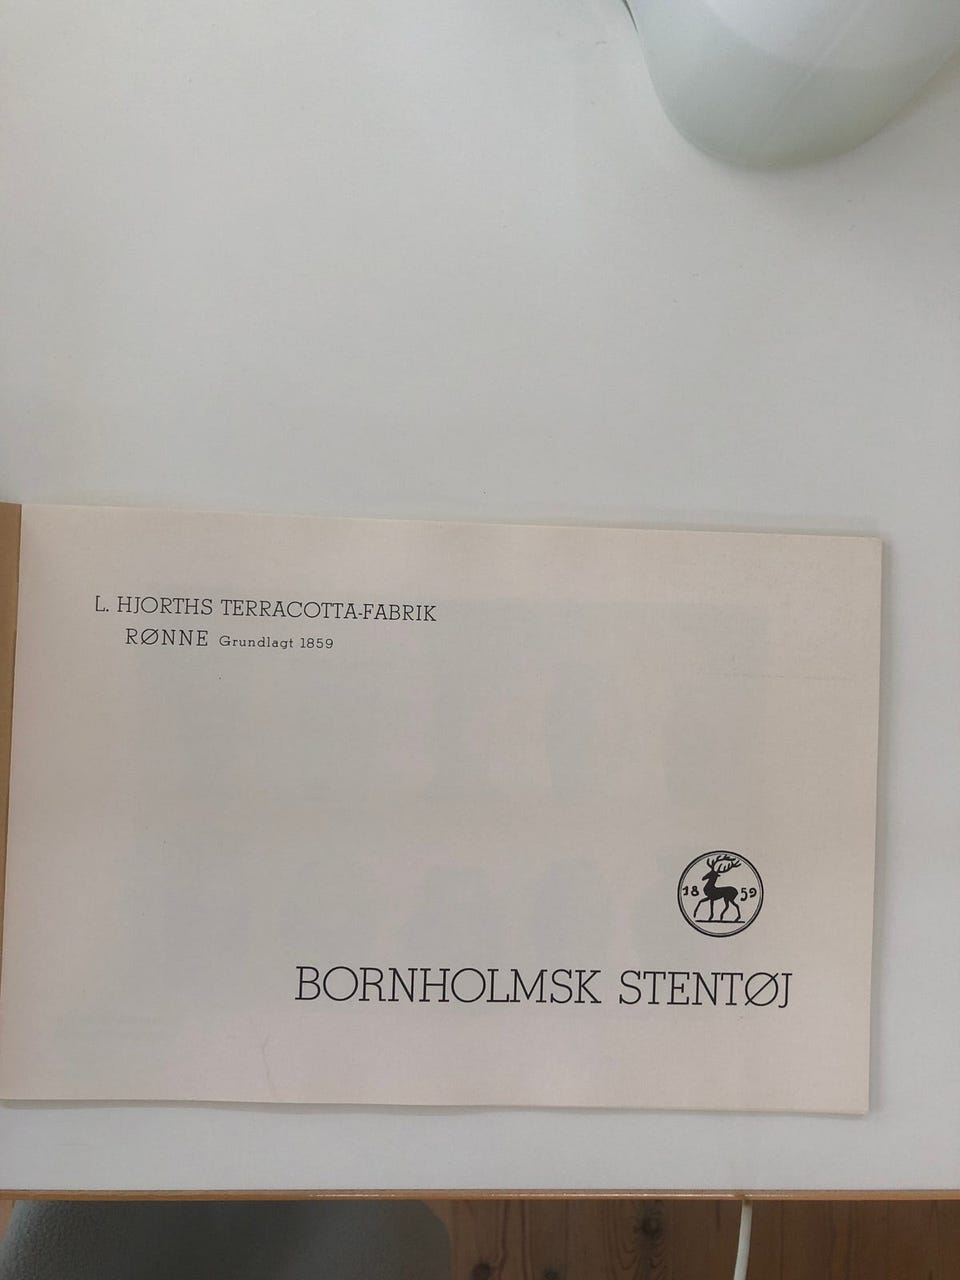 L. HJORTHS TERRACOTTA-FABRIK
RØNNE Grundlagt 1859
18 59
BORNHOLMSK STENTØJ